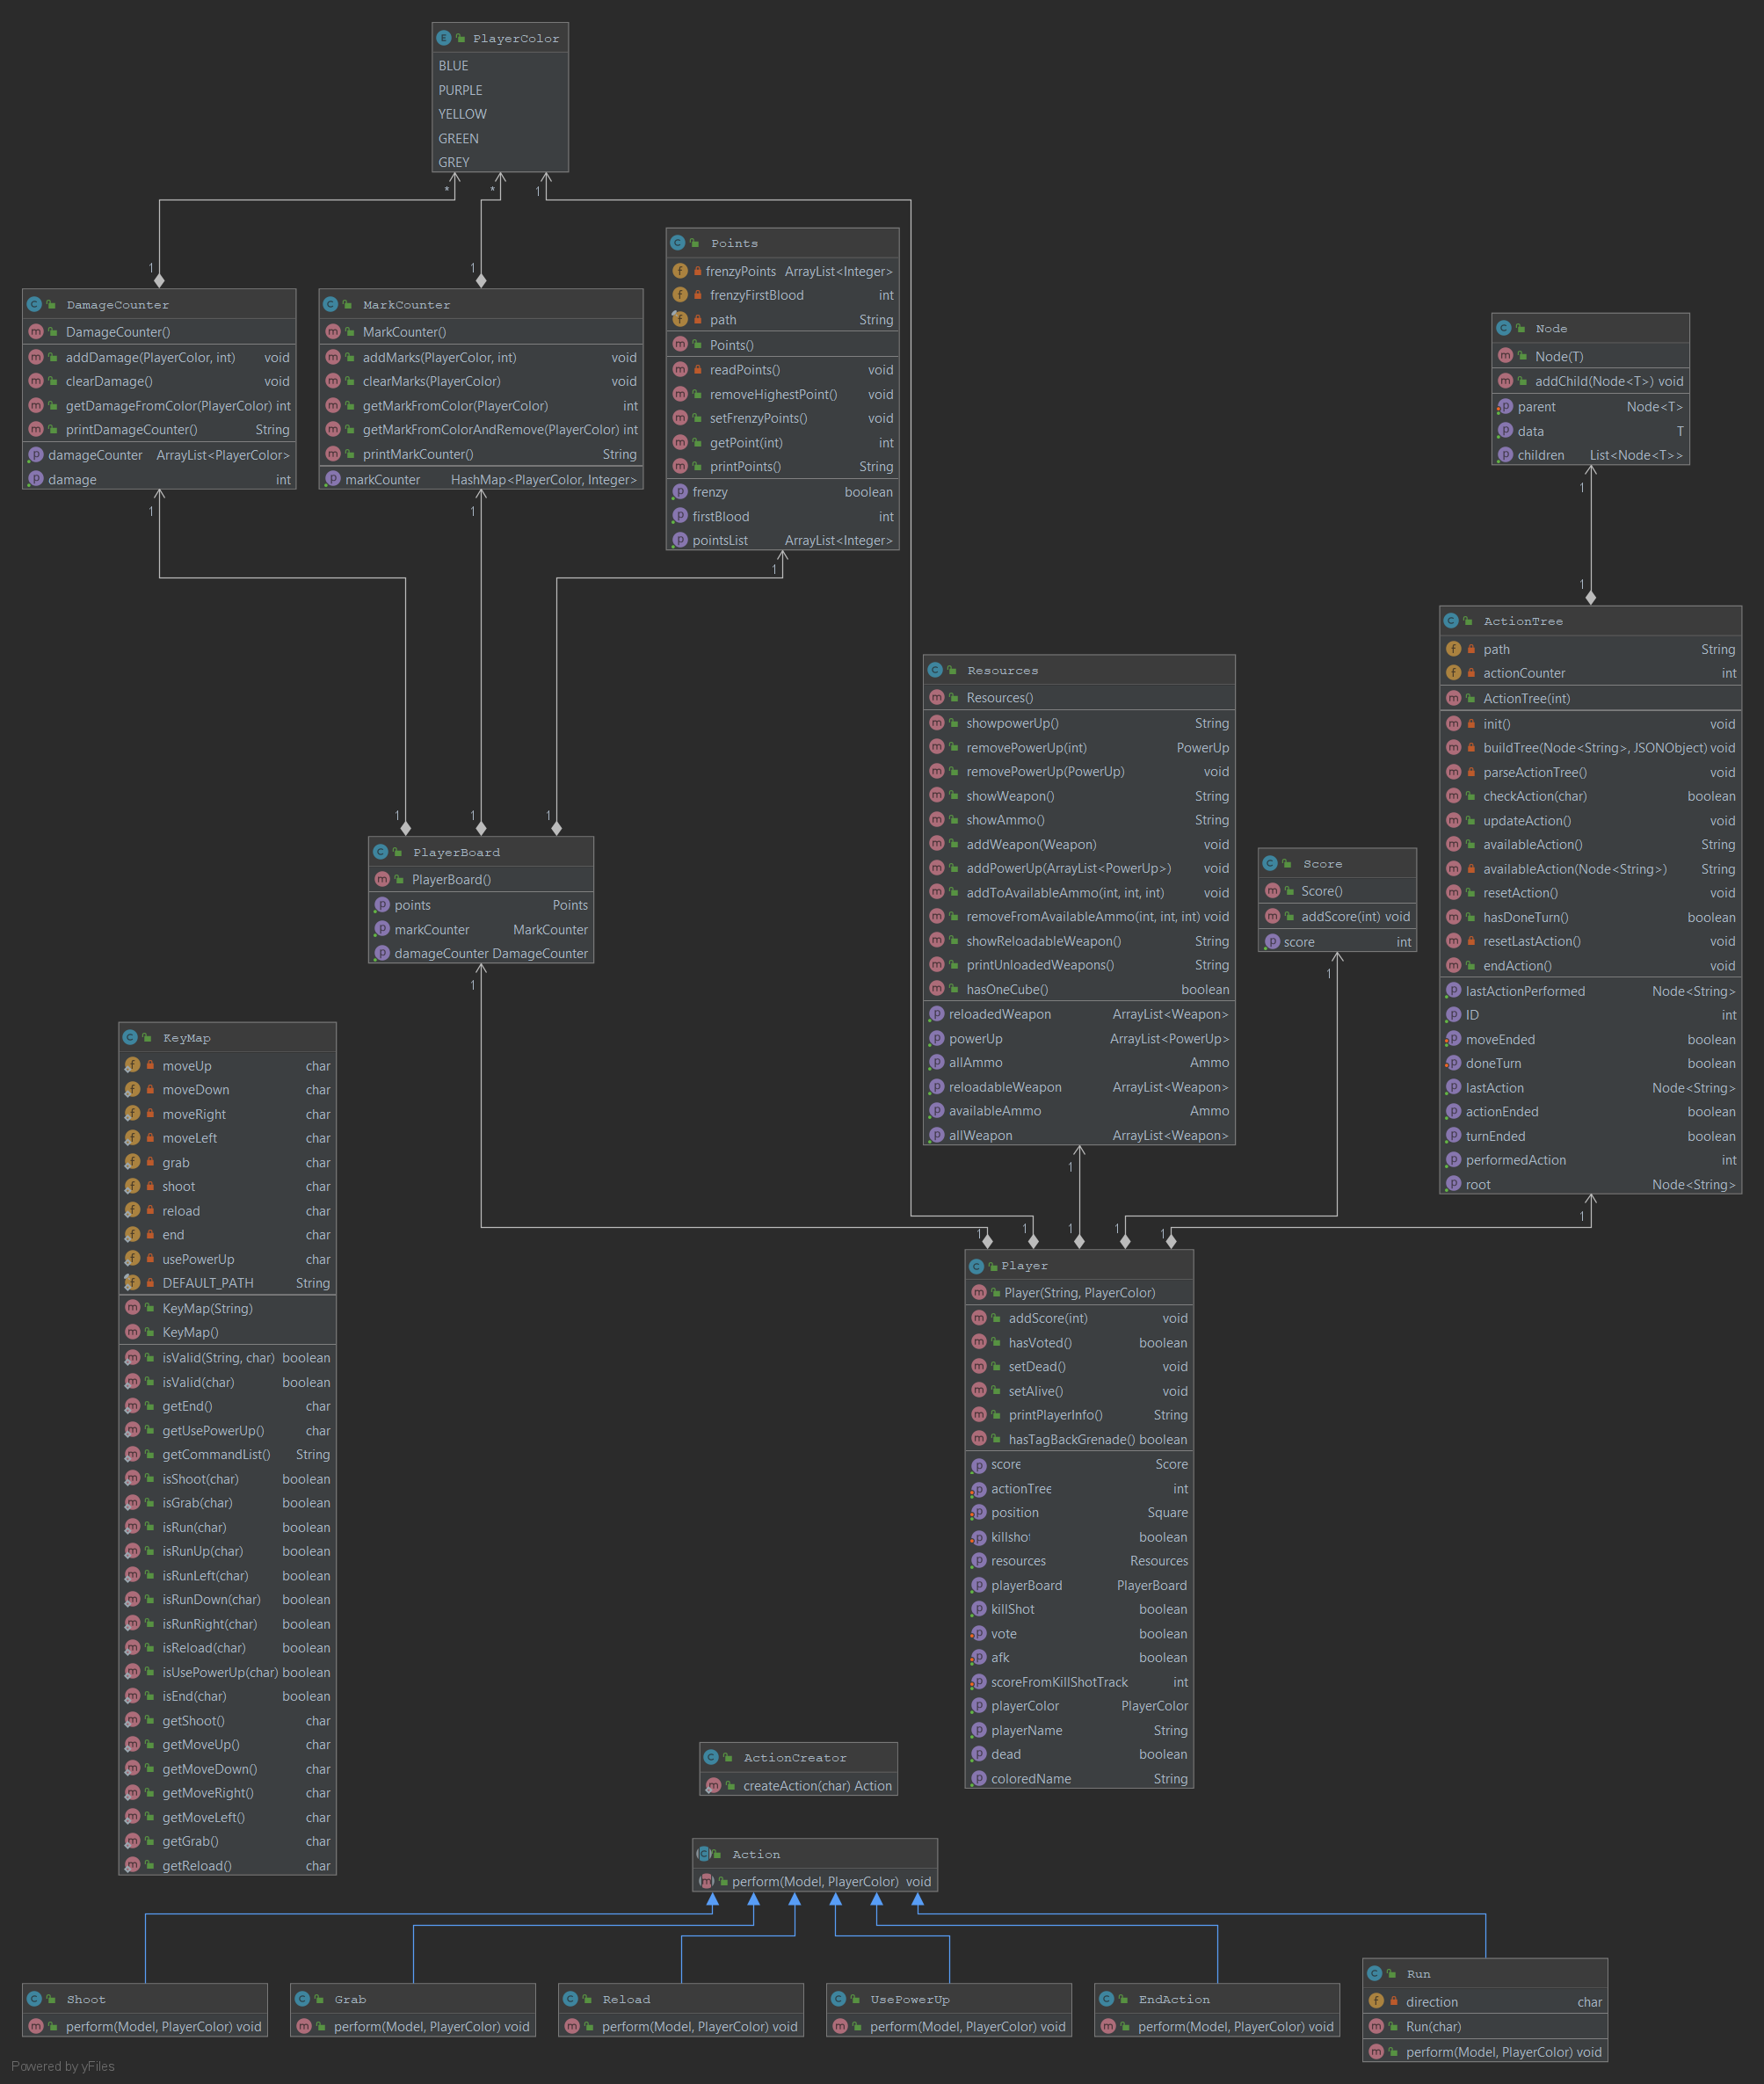 PlayerColor
BLUE
PURPLE
YELLOW
GREEN
GREY
* * 1
1 1
Points
frenzyPoints ArrayList<Integer>
frenzyFirstBlood int
path String
Points()
readPoints() void
removeHighestPoint() void
setFrenzyPoints() void
getPoint(int) int
printPoints() String
frenzy boolean
firstBlood int
pointsList ArrayList<Integer>
DamageCounter
DamageCounter()
addDamage(PlayerColor, int) void
clearDamage() void
getDamageFromColor(PlayerColor) int
printDamageCounter() String
damageCounter ArrayList<PlayerColor>
damage int
MarkCounter
MarkCounter()
addMarks(PlayerColor, int) void
clearMarks(PlayerColor) void
getMarkFromColor(PlayerColor) int
getMarkFromColorAndRemove(PlayerColor) int
printMarkCounter() String
markCounter HashMap<PlayerColor, Integer>
Node
Node(T)
addChild(Node<T>) void
parent Node<T>
data T
children List<Node<T>>
1 1 1 1
1
ActionTree
path String
actionCounter int
ActionTree(int)
init() void
buildTree(Node<String>, JSONObject) void
parseActionTree() void
checkAction(char) boolean
updateAction() void
availableAction() String
availableAction(Node<String>) String
resetAction() void
hasDoneTurn() boolean
resetLastAction() void
endAction() void
lastActionPerformed Node<String>
ID int
moveEnded boolean
doneTurn boolean
lastAction Node<String>
actionEnded boolean
turnEnded boolean
performedAction int
root Node<String>
Resources
Resources()
showpowerUp() String
removePowerUp(int) PowerUp
removePowerUp(PowerUp) void
showWeapon() String
showAmmo() String
addWeapon(Weapon) void
addPowerUp(ArrayList<PowerUp>) void
addToAvailableAmmo(int, int, int) void
removeFromAvailableAmmo(int, int, int) void
showReloadableWeapon() String
printUnloadedWeapons() String
hasOneCube() boolean
reloadedWeapon ArrayList<Weapon>
powerUp ArrayList<PowerUp>
allAmmo Ammo
reloadableWeapon ArrayList<Weapon>
availableAmmo Ammo
allWeapon ArrayList<Weapon>
1 1 1
PlayerBoard
PlayerBoard()
points Points
markCounter MarkCounter
damageCounter DamageCounter
1
Score
Score()
addScore(int) void
score int
1
KeyMap
moveUp char
moveDown char
moveRight char
moveLeft char
grab char
shoot char
reload char
end char
usePowerUp char
DEFAULT_PATH String
KeyMap(String)
KeyMap()
isValid(String, char) boolean
isValid(char) boolean
getEnd() char
getUsePowerUp() char
getCommandList() String
isShoot(char) boolean
isGrab(char) boolean
isRun(char) boolean
isRunUp(char) boolean
isRunLeft(char) boolean
isRunDown(char) boolean
isRunRight(char) boolean
isReload(char) boolean
isUsePowerUp(char) boolean
isEnd(char) boolean
getShoot() char
getMoveUp() char
getMoveDown() char
getMoveRight() char
getMoveLeft() char
getGrab() char
getReload() char
1 1
1 1 1 1 1
Player
Player(String, PlayerColor)
addScore(int) void
hasVoted() boolean
setDead() void
setAlive() void
printPlayerInfo() String
hasTagBackGrenade() boolean
score Score
actionTree int
position Square
killshot boolean
resources Resources
playerBoard PlayerBoard
killShot boolean
vote boolean
afk boolean
scoreFromKillShotTrack int
playerColor PlayerColor
playerName String
dead boolean
coloredName String
ActionCreator
createAction(char) Action
Action
perform(Model, PlayerColor) void
Shoot
perform(Model, PlayerColor) void
Grab
perform(Model, PlayerColor) void
Reload
perform(Model, PlayerColor) void
UsePowerUp
perform(Model, PlayerColor) void
EndAction
perform(Model, PlayerColor) void
Run
direction char
Run(char)
perform(Model, PlayerColor) void
Powered by yFiles